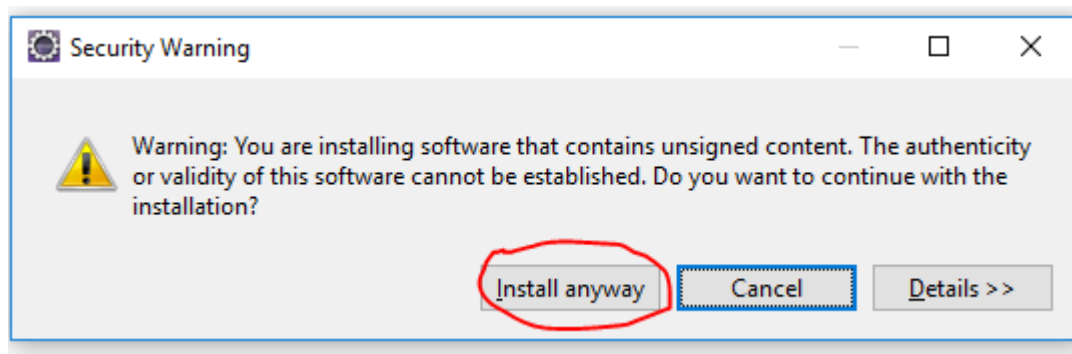 Security Warning
Warning: You are installing software that contains unsigned content. The authenticity
or validity of this software cannot be established. Do you want to continue with the
installation?
Install anyway Cancel Details >>